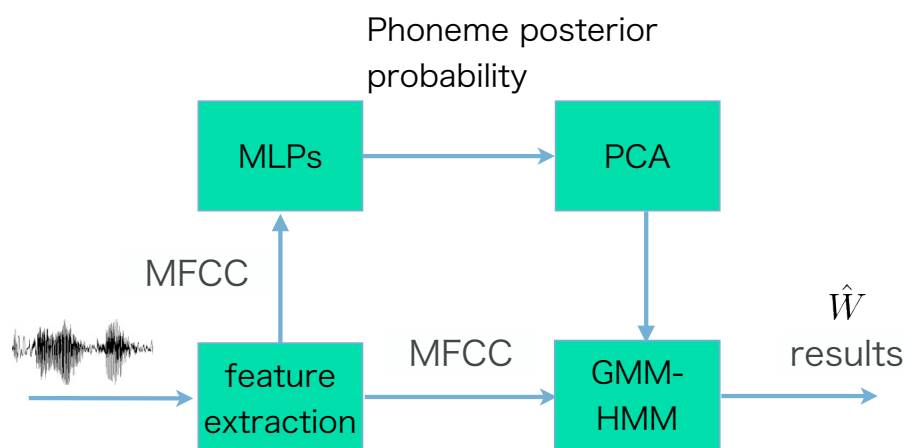 Phoneme posterior
probability
MLPs
PCA
MFCC
feature
extraction
MFCC
GMM-
HMM
Ŵ
results